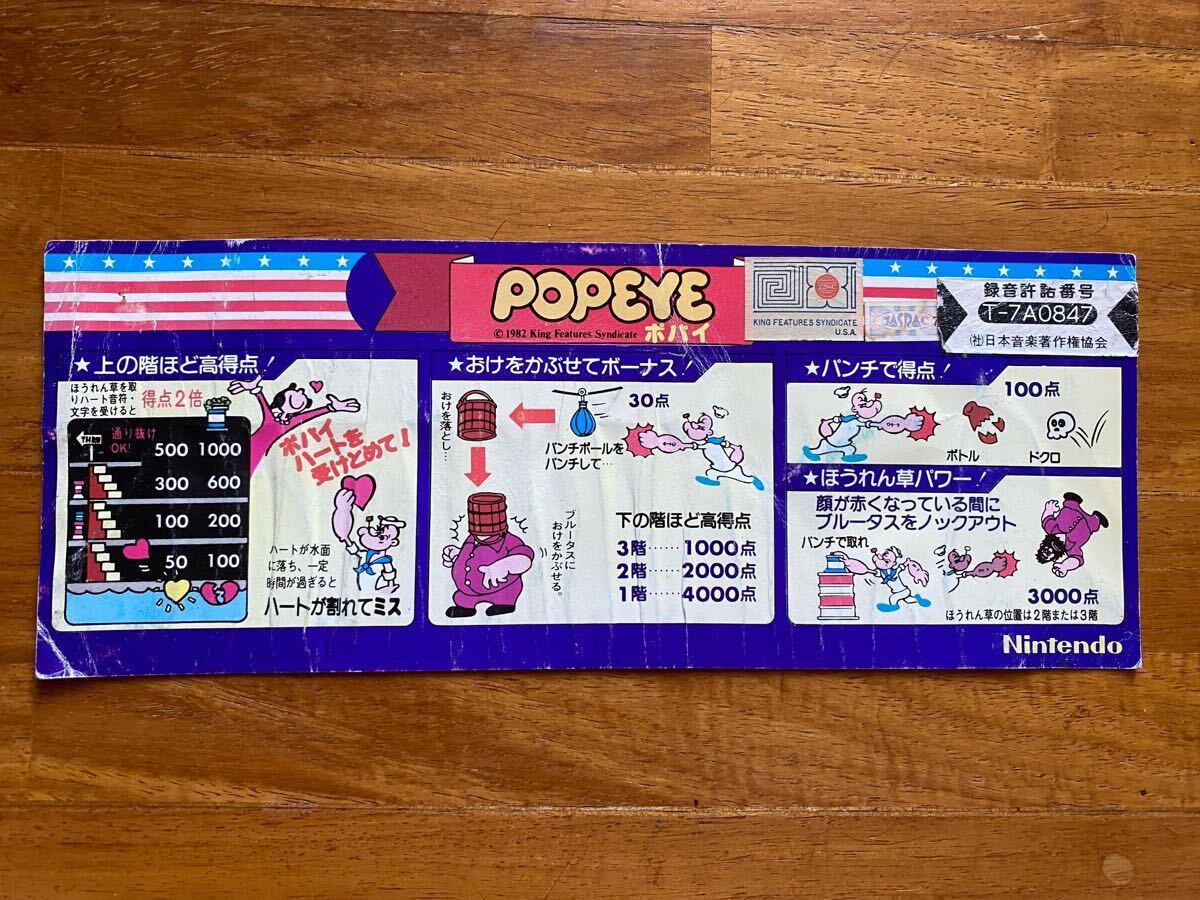 POPEYE
© 1982 King Features Syndicate
ポパイ
KING FEATURES SYNDICATE
U.S.A.
JASRAC
録音許諾番号
T-7A0847
(社)日本音楽著作権協会
★上の階ほど高得点!
ほうれん草を取
りハート音符・
文字を受けると
得点2倍
通り抜け
OK!
500 1000
300 600
100 200
50 100
ポパイ
ハートを
受けとめて!
ハートが水面
に落ち、一定
時間が過ぎると
ハートが割れてミス
★おけをかぶせてボーナス!
おけを落とし…
30点
パンチボールを
パンチして…
ブルータスに
おけをかぶせる。
下の階ほど高得点
3階……1000点
2階……2000点
1階……4000点
★パンチで得点!
100点
ボトル
ドクロ
★ほうれん草パワー!
顔が赤くなっている間に
ブルータスをノックアウト
パンチで取れ
3000点
ほうれん草の位置は2階または3階
Nintendo